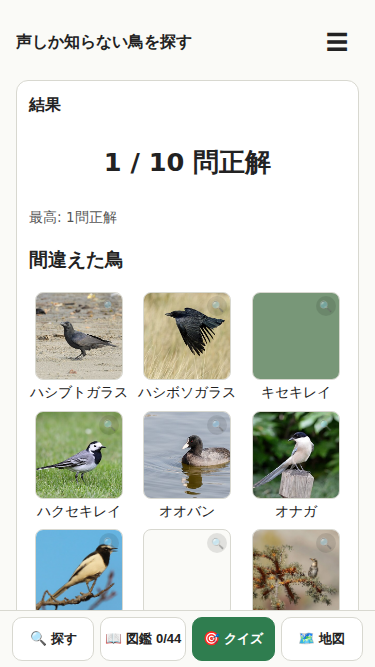 声しか知らない鳥を探す
結果
1 / 10 問正解
最高: 1問正解
間違えた鳥
ハシブトガラス ハシボソガラス キセキレイ
ハクセキレイ オオバン オナガ
探す 図鑑 0/44 クイズ 地図